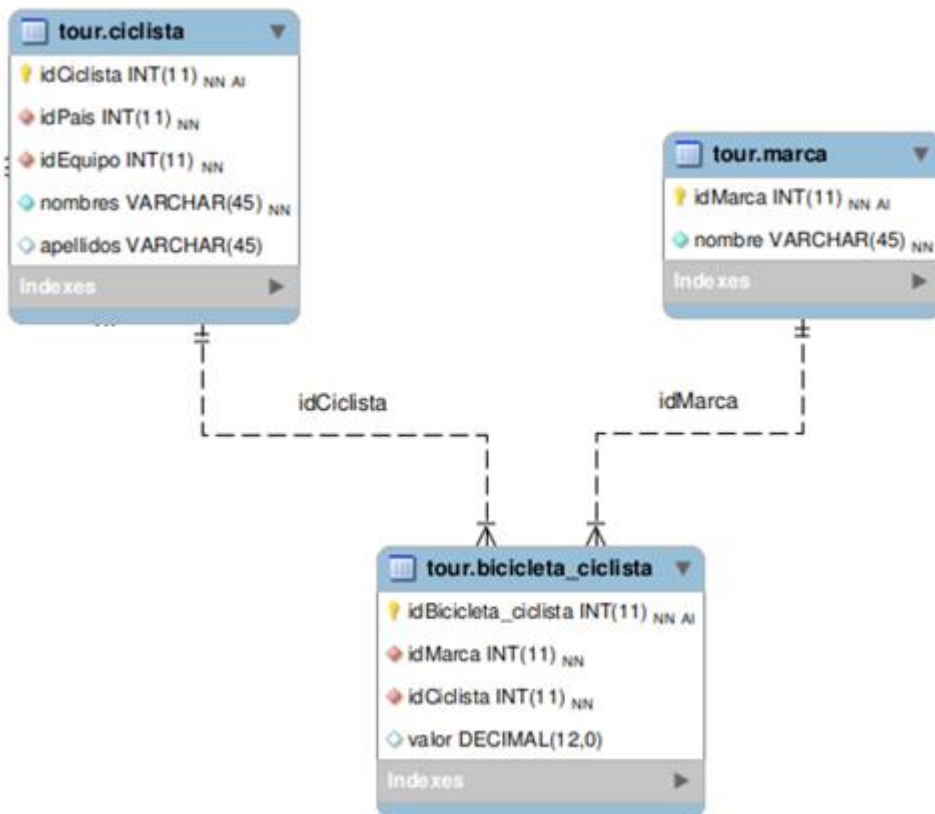 tour.ciclista
idCiclista INT(11) NN AI
idPais INT(11) NN
idEquipo INT(11) NN
nombres VARCHAR(45) NN
apellidos VARCHAR(45)
Indexes
tour.marca
idMarca INT(11) NN AI
nombre VARCHAR(45) NN
Indexes
idCiclista
idMarca
tour.bicicleta_ciclista
idBicicleta_ciclista INT(11) NN AI
idMarca INT(11) NN
idCiclista INT(11) NN
valor DECIMAL(12,0)
Indexes